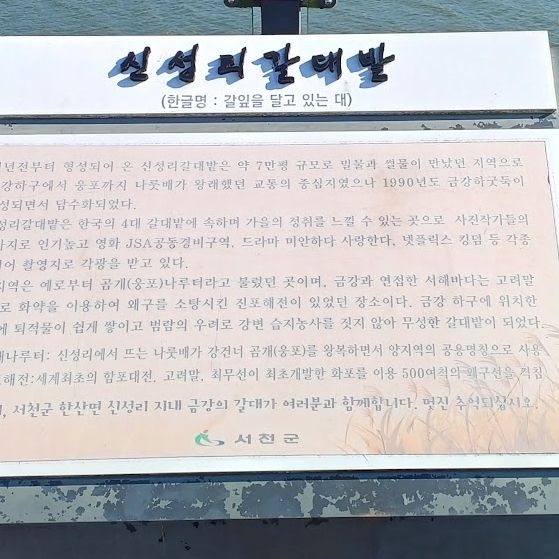 신성리갈대밭
(한글명 : 갈잎을 달고 있는 대)
년전부터 형성되어 온 신성리갈대밭은 약 7만평 규모로 밀물과 썰물이 만났던 지역으로
강하구에서 웅포까지 나룻배가 왕래했던 교통의 중심지였으나 1990년도 금강하굿둑이
성되면서 담수화되었다.
성리갈대밭은 한국의 4대 갈대밭에 속하며 가을의 정취를 느낄 수 있는 곳으로 사진작가들의
지로 인기높고 영화 JSA공동경비구역, 드라마 미안하다 사랑한다, 넷플릭스 킹덤 등 각종
어 촬영지로 각광을 받고 있다.
지역은 예로부터 곰개(웅포)나루터라고 불렸던 곳이며, 금강과 연접한 서해바다는 고려말
로 화약을 이용하여 왜구를 소탕시킨 진포해전이 있었던 장소이다. 금강 하구에 위치한
에 퇴적물이 쉽게 쌓이고 범람의 우려로 강변 습지농사를 짓지 않아 무성한 갈대밭이 되었다.
나루터: 신성리에서 뜨는 나룻배가 강건너 곰개(웅포)를 왕복하면서 양지역의 공용명칭으로 사용
해전:세계최초의 함포대전, 고려말, 최무선이 최초개발한 화포를 이용 500여척의 왜구선을 격침
서천군 한산면 신성리 지내 금강의 갈대가 여러분과 함께합니다. 멋진 추억되십시오.
서천군